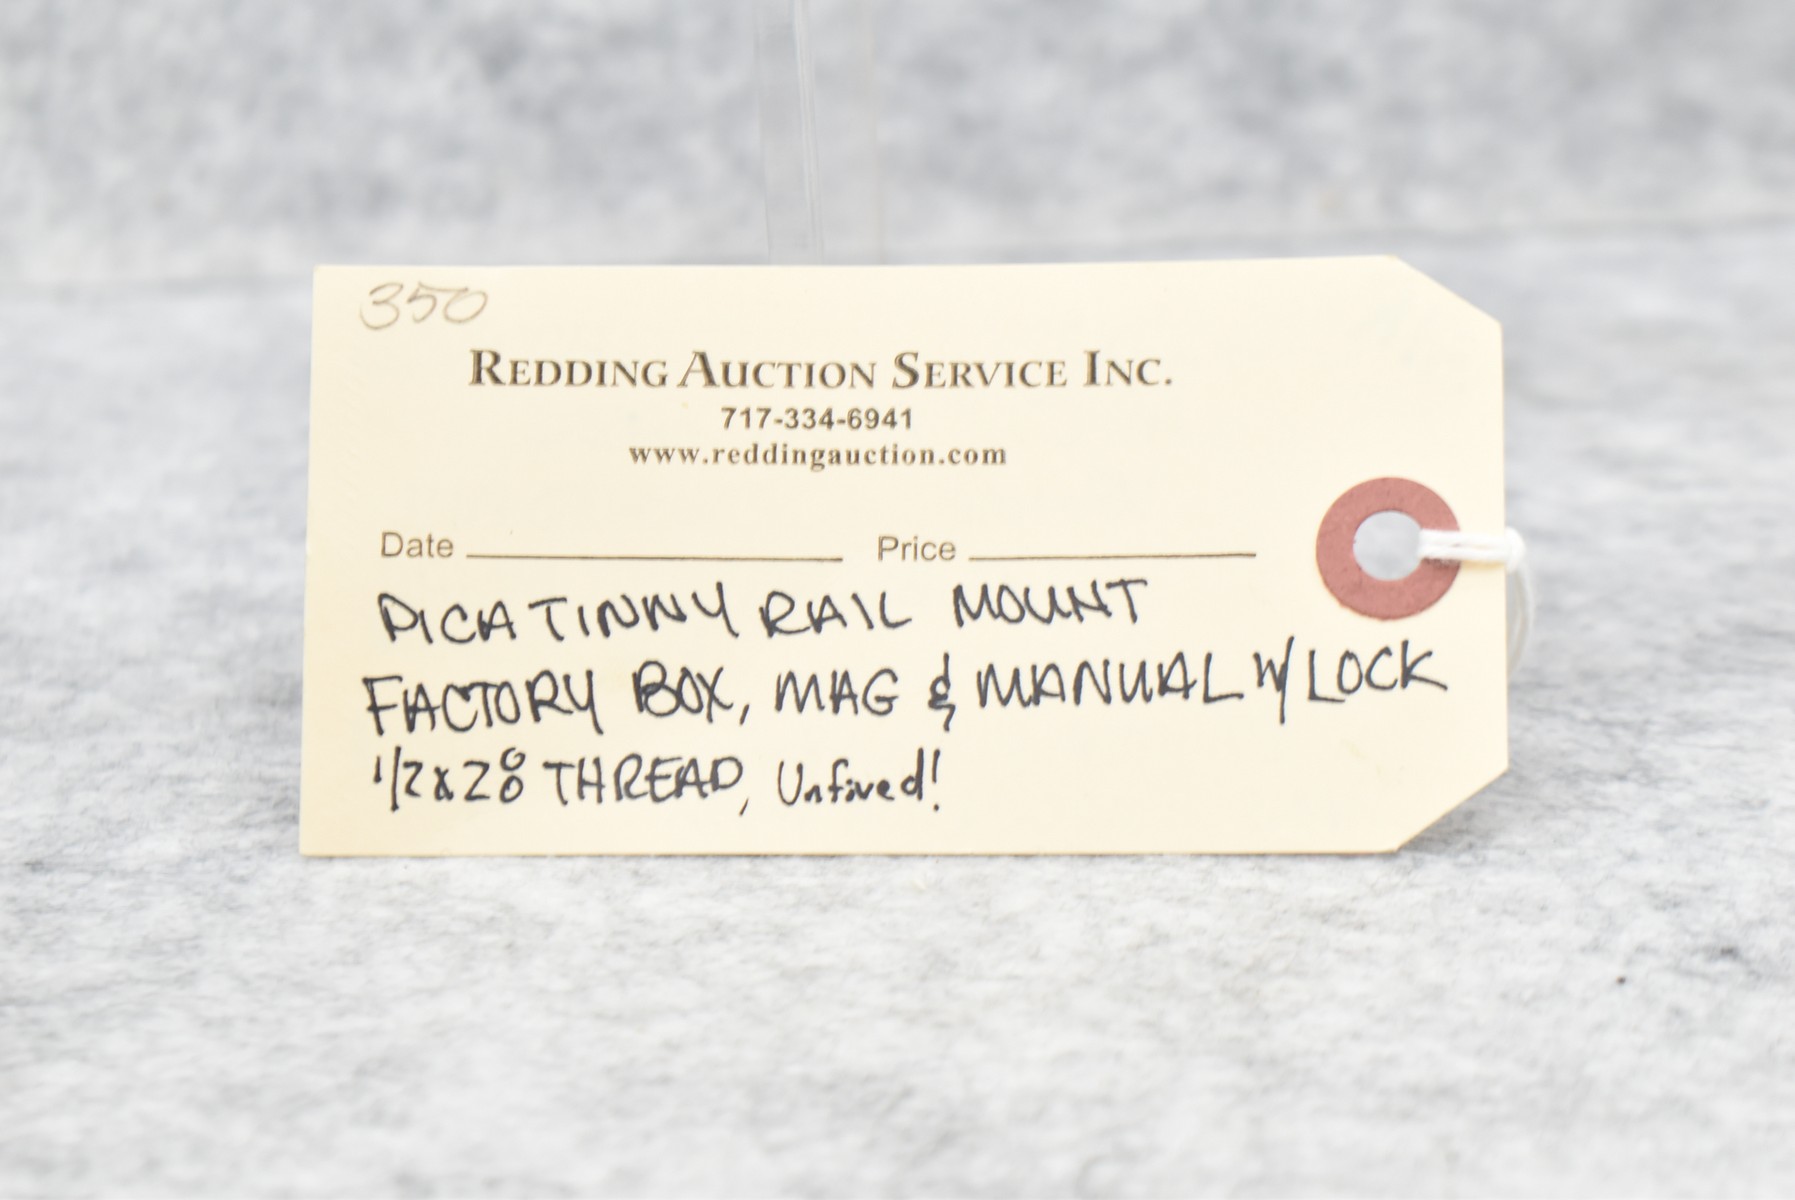 350
REDDING AUCTION SERVICE INC.
717-334-6941
www.reddingauction.com
Date Price
PICATINNY RAIL MOUNT
FACTORY BOX, MAG & MANUAL W/ LOCK
1/2x28 THREAD, Unfired!